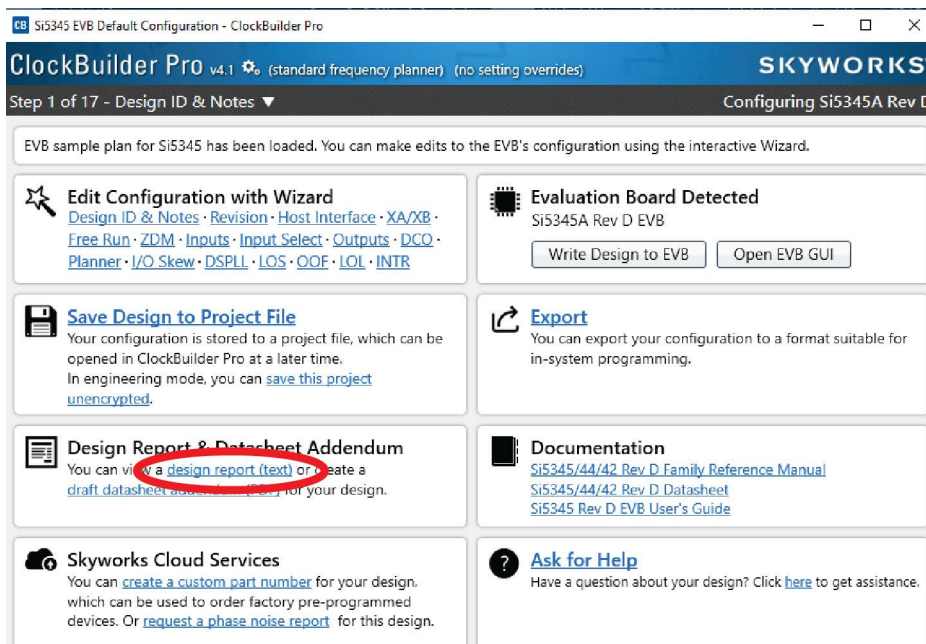 CB Si5345 EVB Default Configuration - ClockBuilder Pro
ClockBuilder Pro v4.1 (standard frequency planner) (no setting overrides) SKYWORKS
Step 1 of 17 - Design ID & Notes ▼ Configuring Si5345A Rev D
EVB sample plan for Si5345 has been loaded. You can make edits to the EVB's configuration using the interactive Wizard.
Edit Configuration with Wizard
Design ID & Notes · Revision · Host Interface · XA/XB ·
Free Run · ZDM · Inputs · Input Select · Outputs · DCO ·
Planner · I/O Skew · DSPLL · LOS · OOF · LOL · INTR
Evaluation Board Detected
Si5345A Rev D EVB
Write Design to EVB Open EVB GUI
Save Design to Project File
Your configuration is stored to a project file, which can be
opened in ClockBuilder Pro at a later time.
In engineering mode, you can save this project
unencrypted.
Export
You can export your configuration to a format suitable for
in-system programming.
Design Report & Datasheet Addendum
You can view a design report (text) or create a
draft datasheet addendum (PDF) for your design.
Documentation
Si5345/44/42 Rev D Family Reference Manual
Si5345/44/42 Rev D Datasheet
Si5345 Rev D EVB User's Guide
Skyworks Cloud Services
You can create a custom part number for your design,
which can be used to order factory pre-programmed
devices. Or request a phase noise report for this design.
? Ask for Help
Have a question about your design? Click here to get assistance.